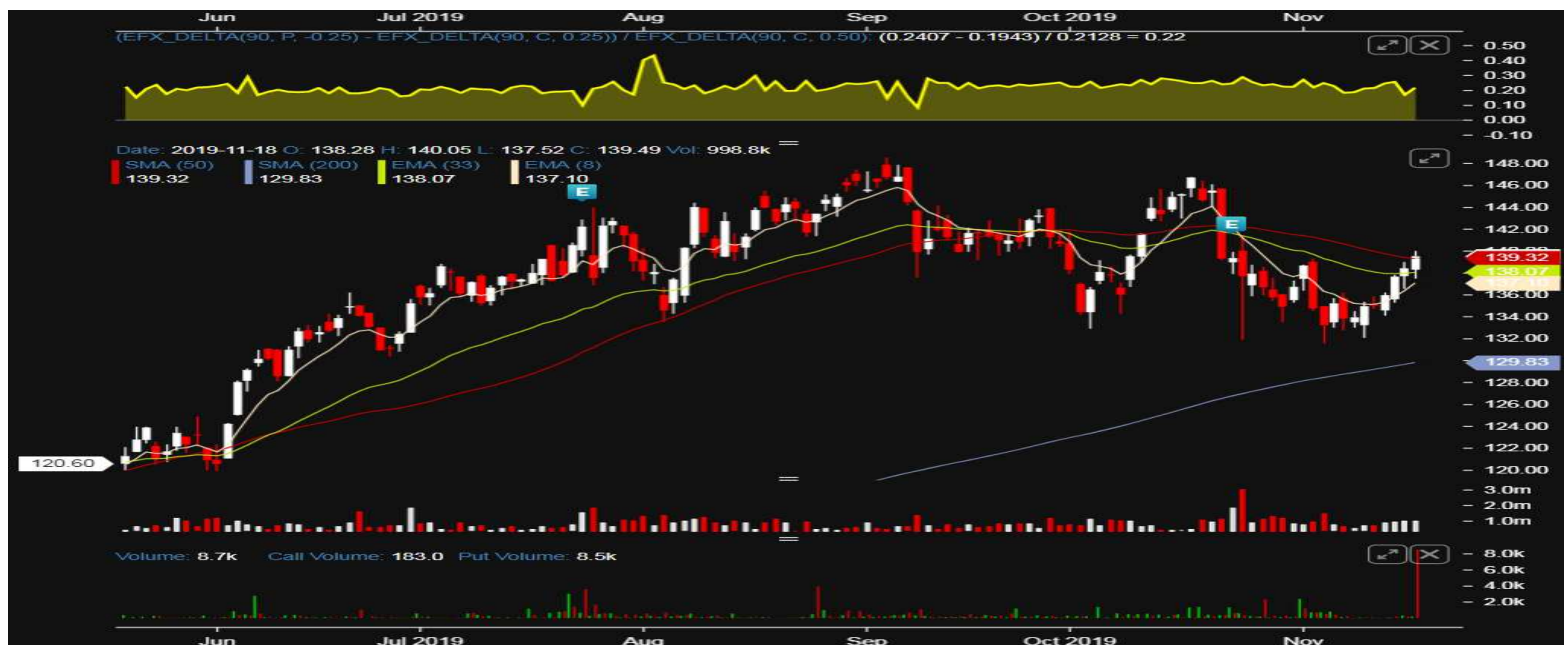 Jun Jul 2019 Aug Sep Oct 2019 Nov
(EFX_DELTA(90, P, -0.25) - EFX_DELTA(90, C, 0.25)) / EFX_DELTA(90, C, 0.50): (0.2407 - 0.1943) / 0.2128 = 0.22
0.50
0.40
0.30
0.20
0.10
0.00
-0.10
Date: 2019-11-18 O: 138.28 H: 140.05 L: 137.52 C: 139.49 Vol: 998.8k
SMA (50) SMA (200) EMA (33) EMA (8)
139.32 129.83 138.07 137.10
E
E
148.00
146.00
144.00
142.00
139.32
138.07
137.10
136.00
134.00
132.00
129.83
128.00
126.00
124.00
122.00
120.60
120.00
3.0m
2.0m
1.0m
Volume: 8.7k Call Volume: 183.0 Put Volume: 8.5k
8.0k
6.0k
4.0k
2.0k
Jun Jul 2019 Aug Sep Oct 2019 Nov